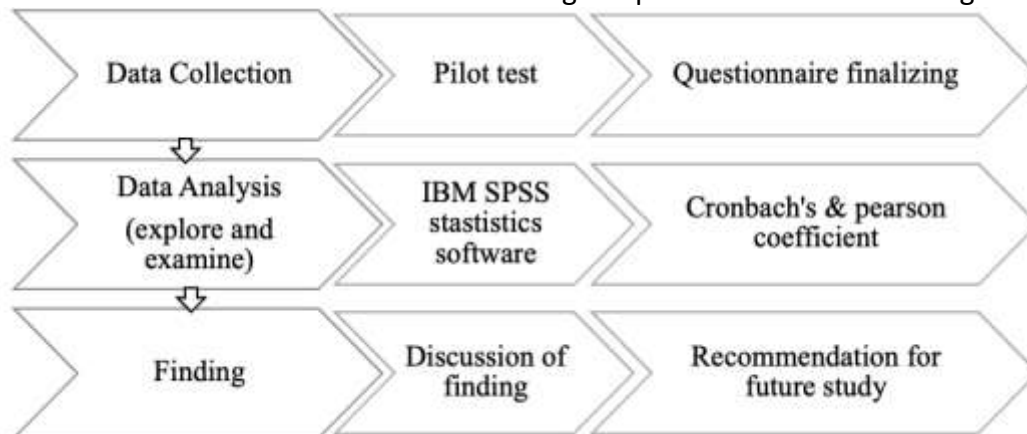 Data Collection
Pilot test
Questionnaire finalizing
Data Analysis
(explore and
examine)
IBM SPSS
stastistics
software
Cronbach's & pearson
coefficient
Finding
Discussion of
finding
Recommendation for
future study